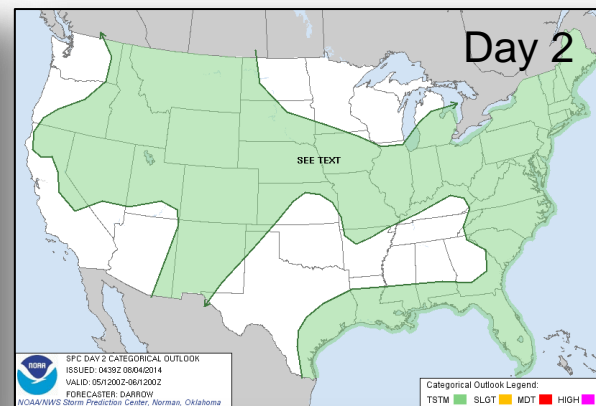 Day 2
SEE TEXT
NOAA
SPC DAY 2 CATEGORICAL OUTLOOK
ISSUED: 0439Z 08/04/2014
VALID: 05/1200Z-06/1200Z
FORECASTER: DARROW
NOAA/NWS Storm Prediction Center, Norman, Oklahoma
Categorical Outlook Legend:
TSTM SLGT MDT HIGH